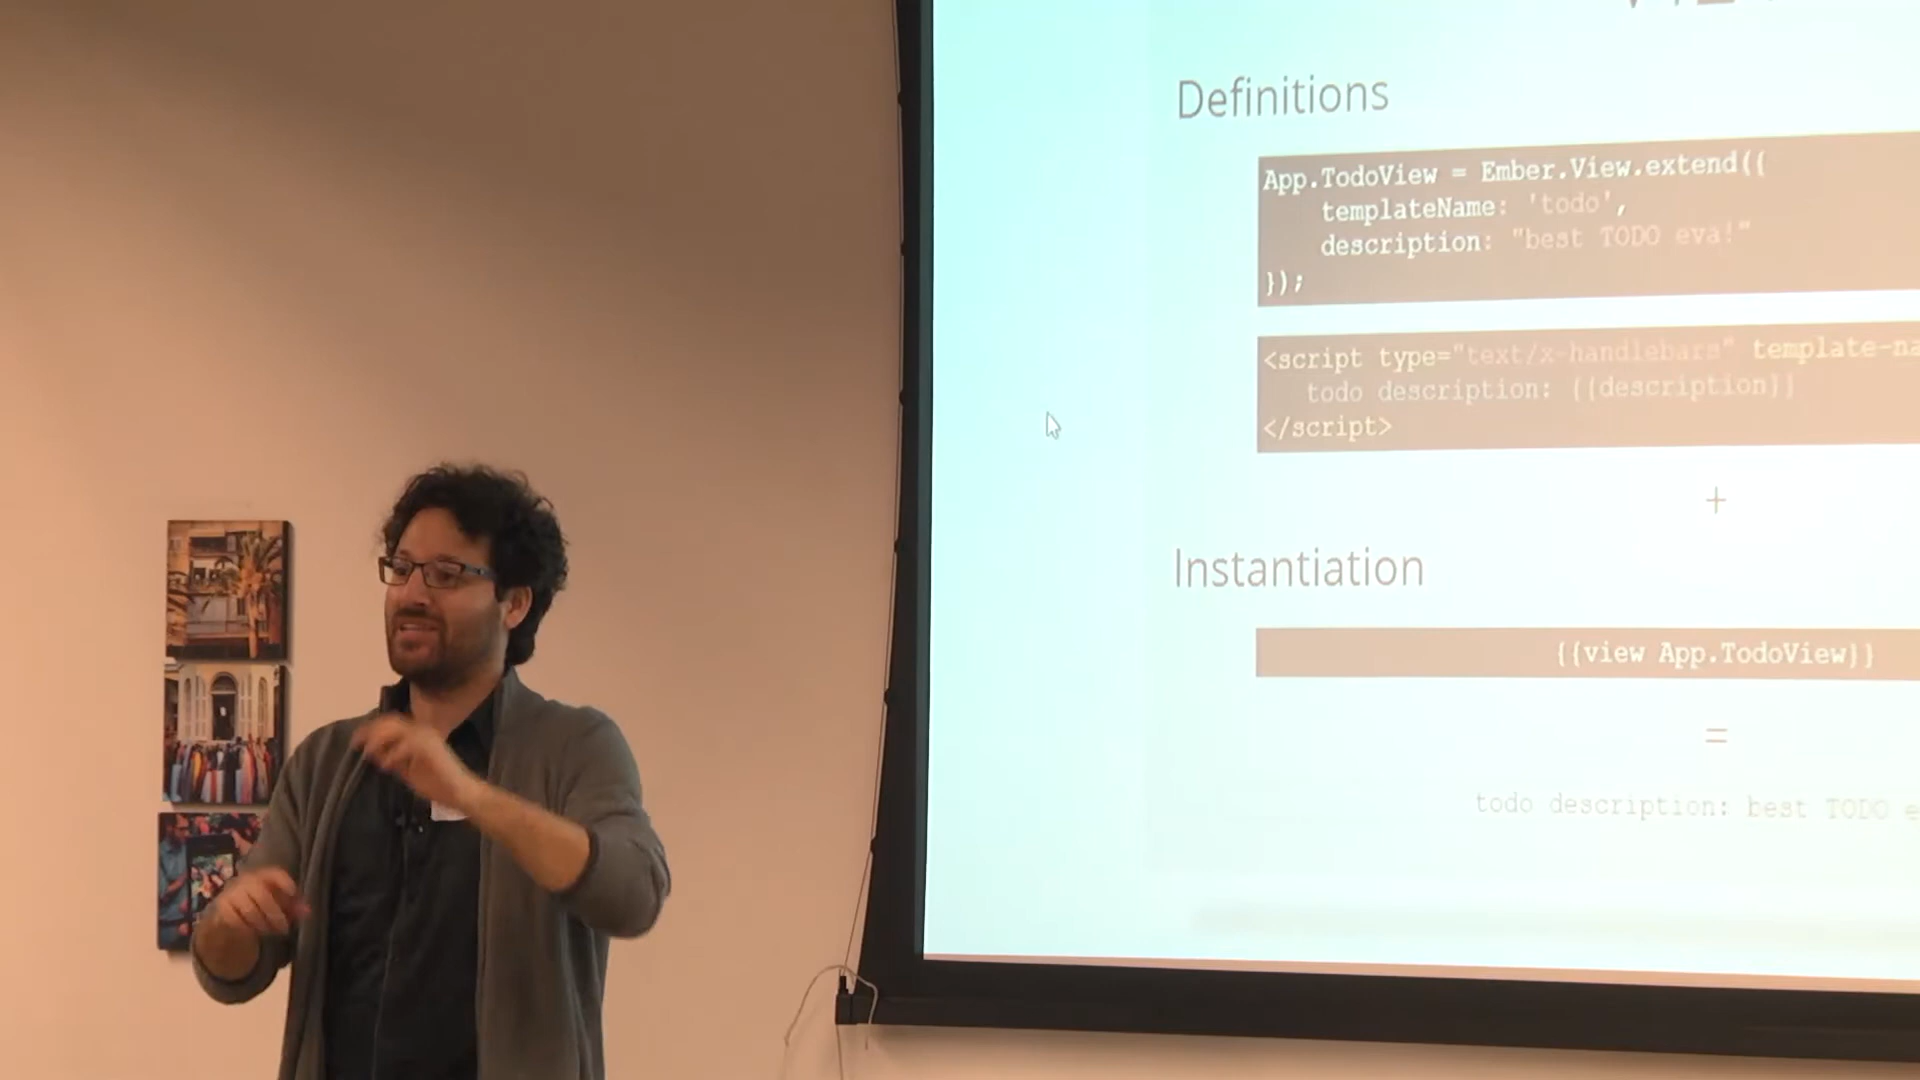 Definitions
App.TodoView = Ember.View.extend({
templateName: 'todo',
description: "best TODO eva!"
});
<script type="text/x-handlebars"
todo description: {{description}}
</script>
+
Instantiation
{{view App.TodoView}}
=
todo description: best TODO